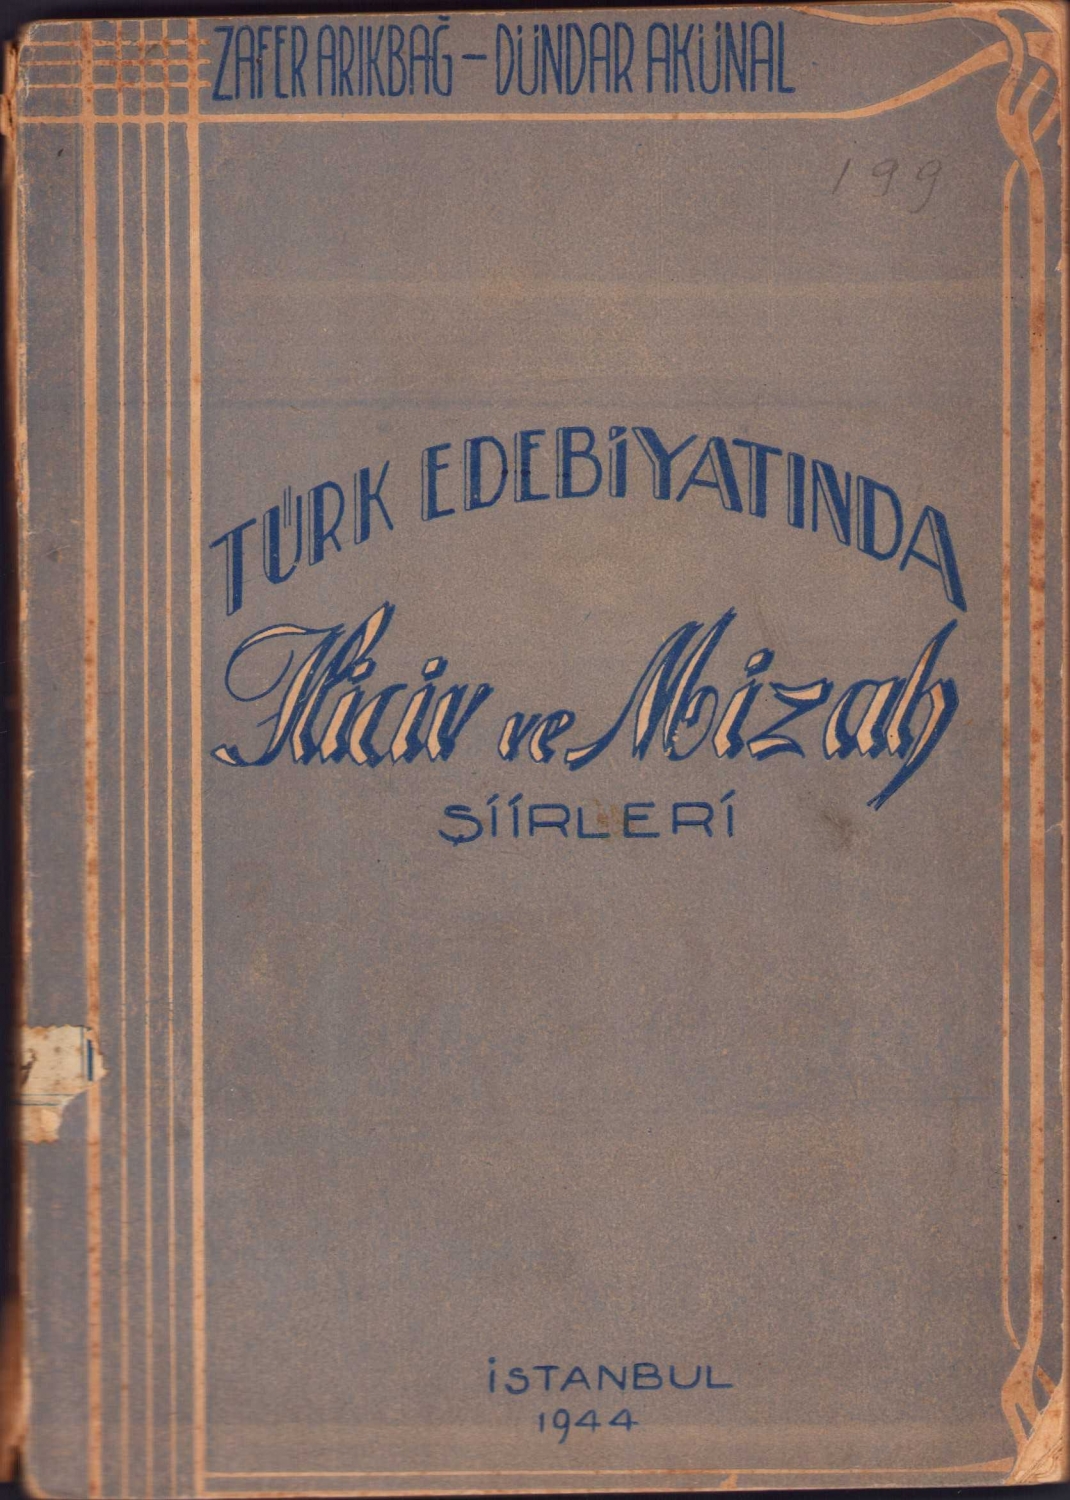 ZAFER ARIKBAĞ – DÜNDAR AKÜNAL
199
TÜRK EDEBİYATINDA
Hiciv ve Mizah
ŞİİRLERİ
İSTANBUL
1944